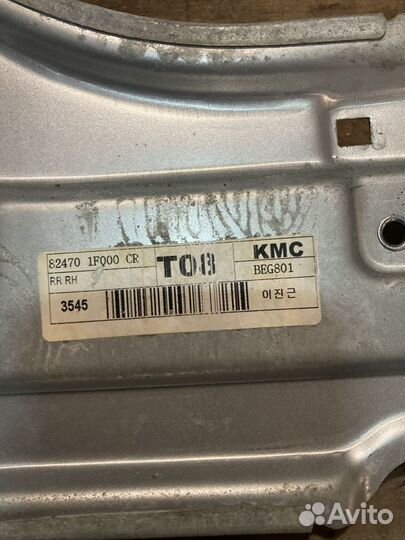 82470 1F000 CR
RR RH
T08
KMC
BEG801
3545
이진근
Avito